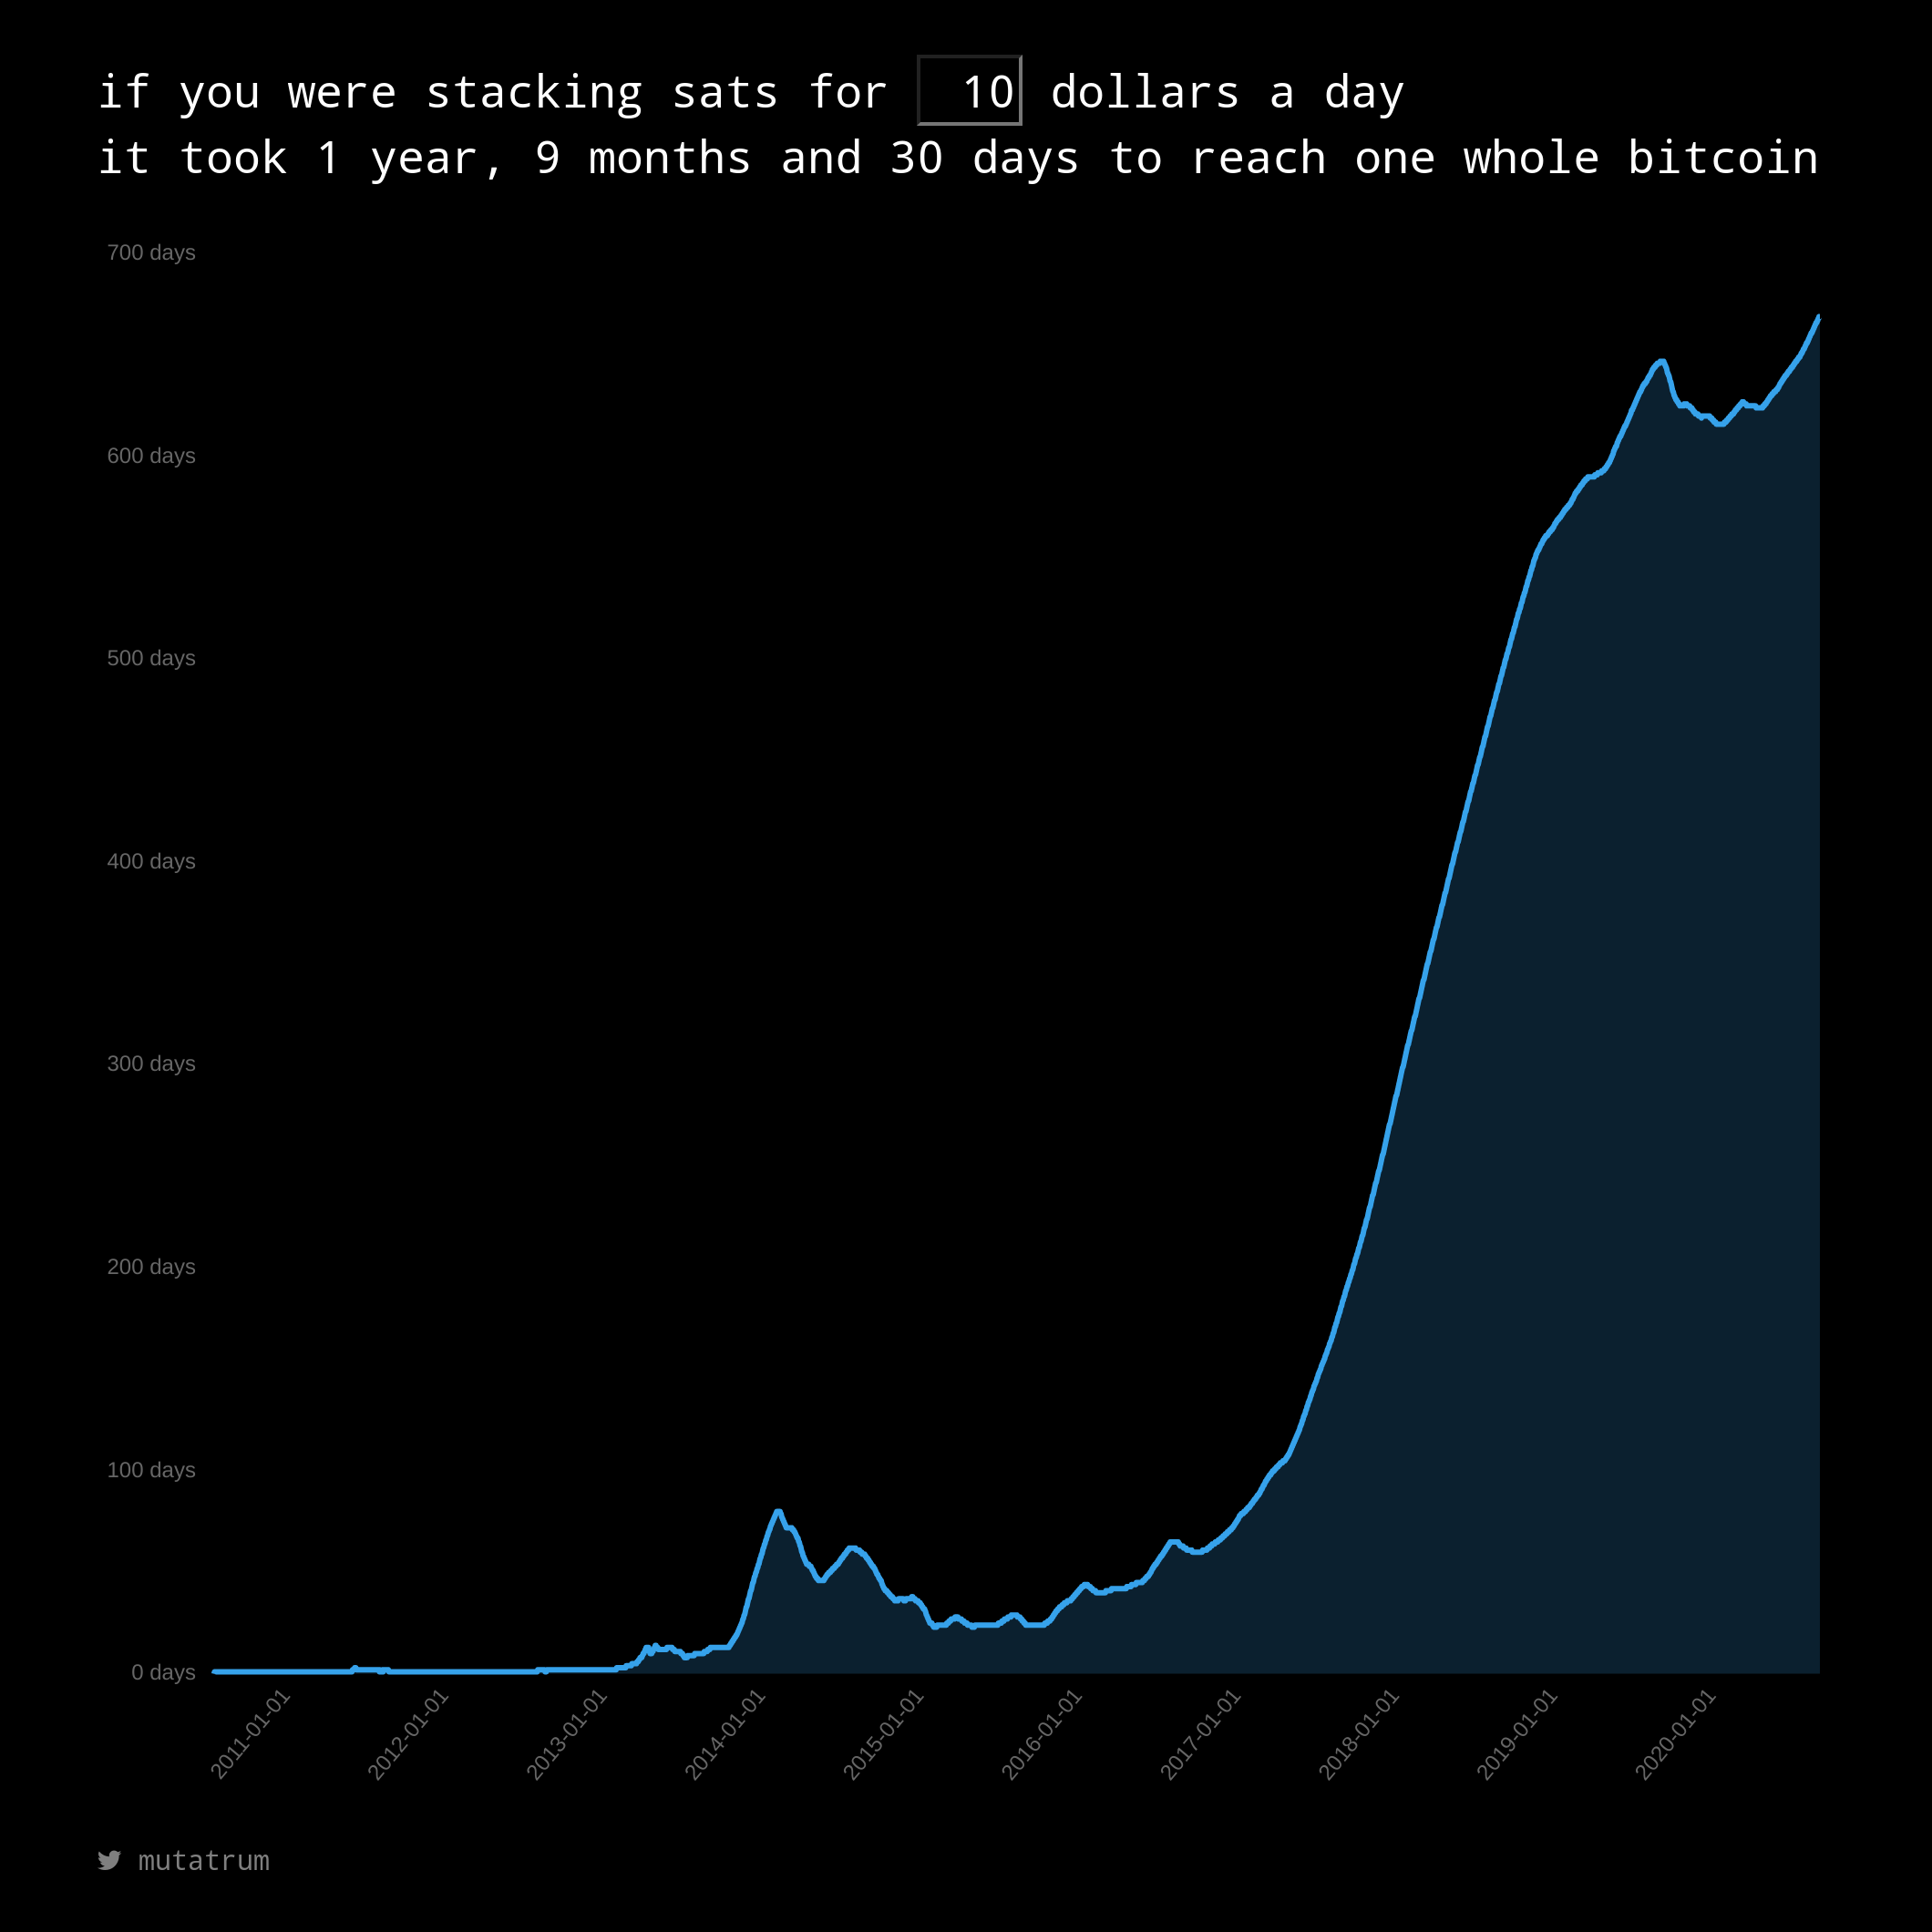 if you were stacking sats for 10 dollars a day
it took 1 year, 9 months and 30 days to reach one whole bitcoin
700 days
600 days
500 days
400 days
300 days
200 days
100 days
0 days
2011-01-01
2012-01-01
2013-01-01
2014-01-01
2015-01-01
2016-01-01
2017-01-01
2018-01-01
2019-01-01
2020-01-01
mutatrum